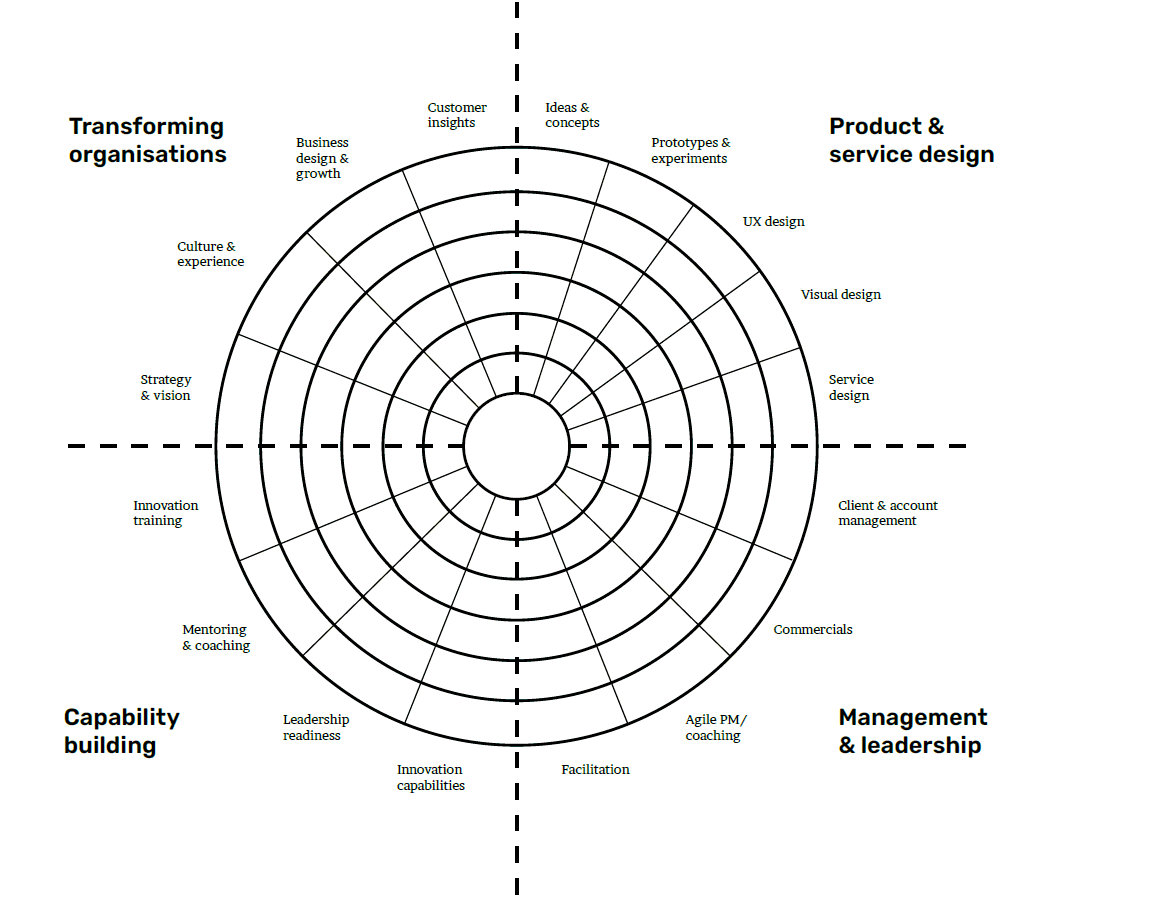 Transforming
organisations
Product &
service design
Customer
insights
Ideas &
concepts
Business
design &
growth
Prototypes &
experiments
UX design
Culture &
experience
Visual design
Strategy
& vision
Service
design
Innovation
training
Client & account
management
Mentoring
& coaching
Commercials
Capability
building
Leadership
readiness
Agile PM/
coaching
Management
& leadership
Innovation
capabilities
Facilitation